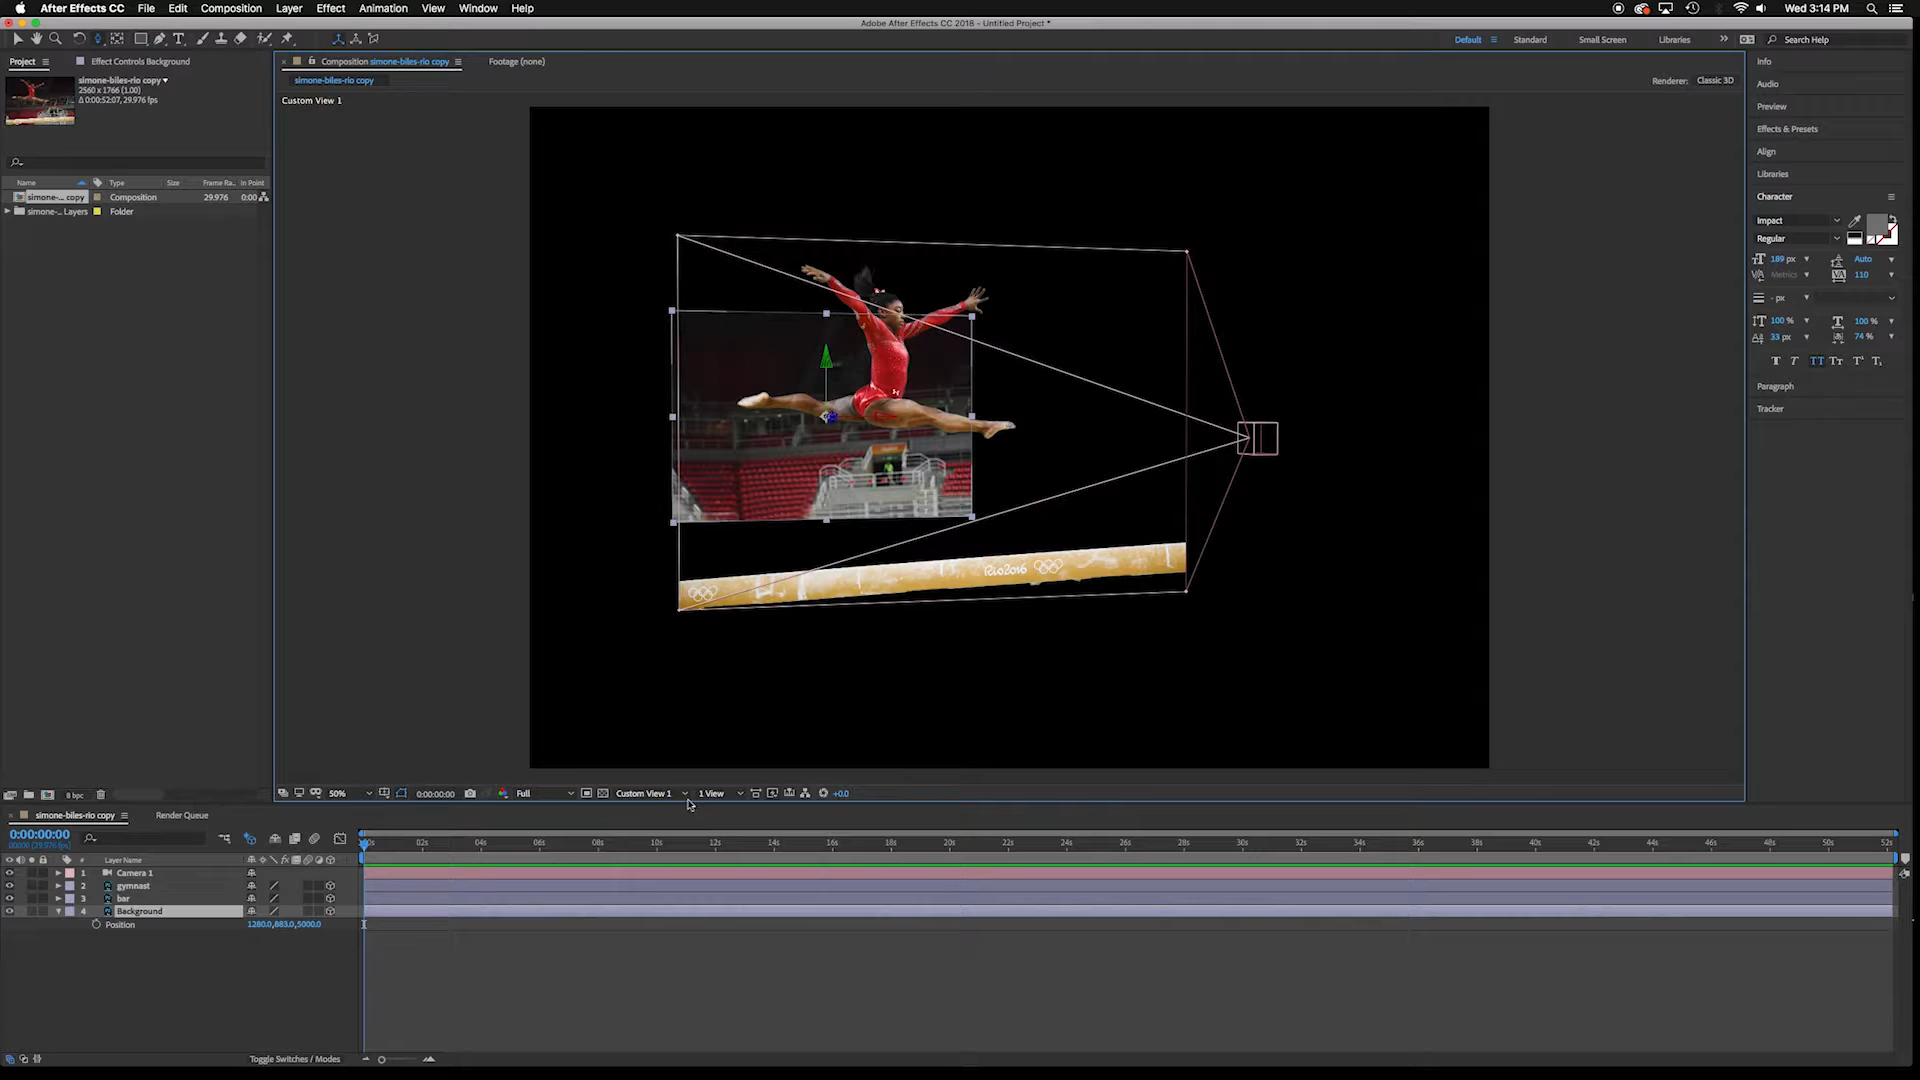 After Effects CC File Edit Composition Layer Effect Animation View Window Help Wed 3:14 PM
Adobe After Effects CC 2018 - Untitled Project *
Default Standard Small Screen Libraries Search Help
Project Effect Controls Background Composition simone-biles-rio copy Footage (none) Info
simone-biles-rio copy simone-biles-rio copy Renderer: Classic 3D Audio
2560 x 1766 (1.00)
Δ 0:00:52:07, 29.976 fps
Custom View 1 Preview
Effects & Presets
Align
Libraries
Name Type Size Frame Ra.. In Point
simone-... copy Composition 29.976 0:00 Character
simone-... Layers Folder
Impact
Regular
189 px Auto
Metrics 110
- px
100 % 100 %
33 px 74 %
Paragraph
Tracker
Rio2016
8 bpc 50% 0:00:00:00 Full Custom View 1 1 View +0.0
simone-biles-rio copy Render Queue
0:00:00:00
00000 (29.976 fps)
02s 04s 06s 08s 10s 12s 14s 16s 18s 20s 22s 24s 26s 28s 30s 32s 34s 36s 38s 40s 42s 44s 46s 48s 50s 52s
# Layer Name
1 Camera 1
2 gymnast
3 bar
4 Background
Position 1280.0,883.0,5000.0
Toggle Switches / Modes